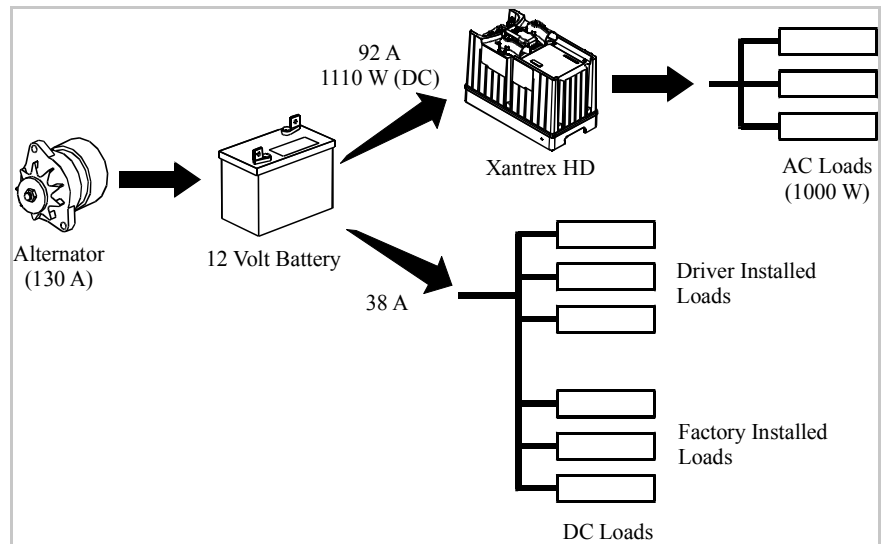 92 A
1110 W (DC)
Xantrex HD
AC Loads
(1000 W)
Alternator
(130 A)
12 Volt Battery
38 A
Driver Installed
Loads
Factory Installed
Loads
DC Loads